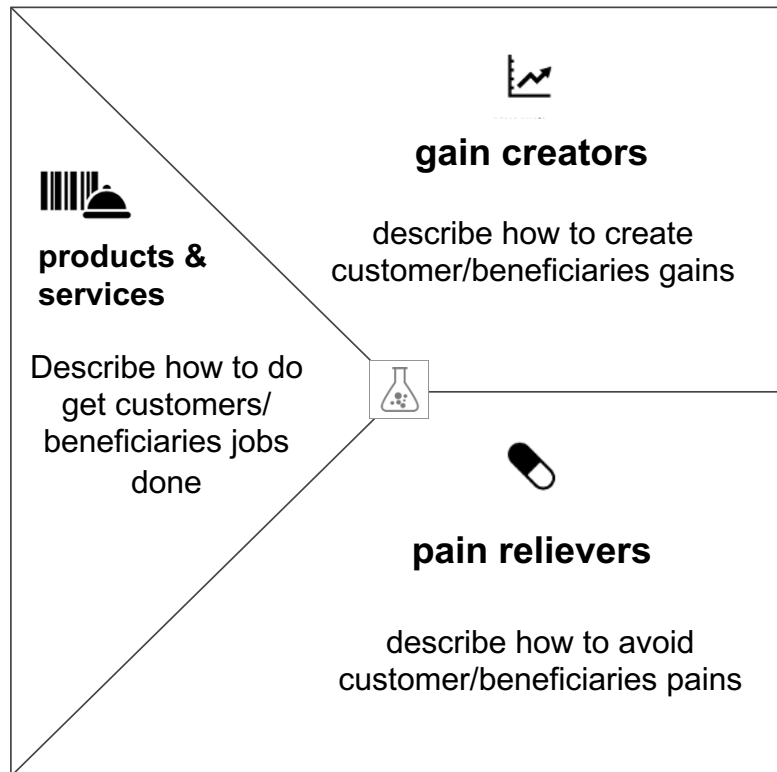 gain creators
describe how to create
customer/beneficiaries gains
products &
services
Describe how to do
get customers/
beneficiaries jobs
done
pain relievers
describe how to avoid
customer/beneficiaries pains